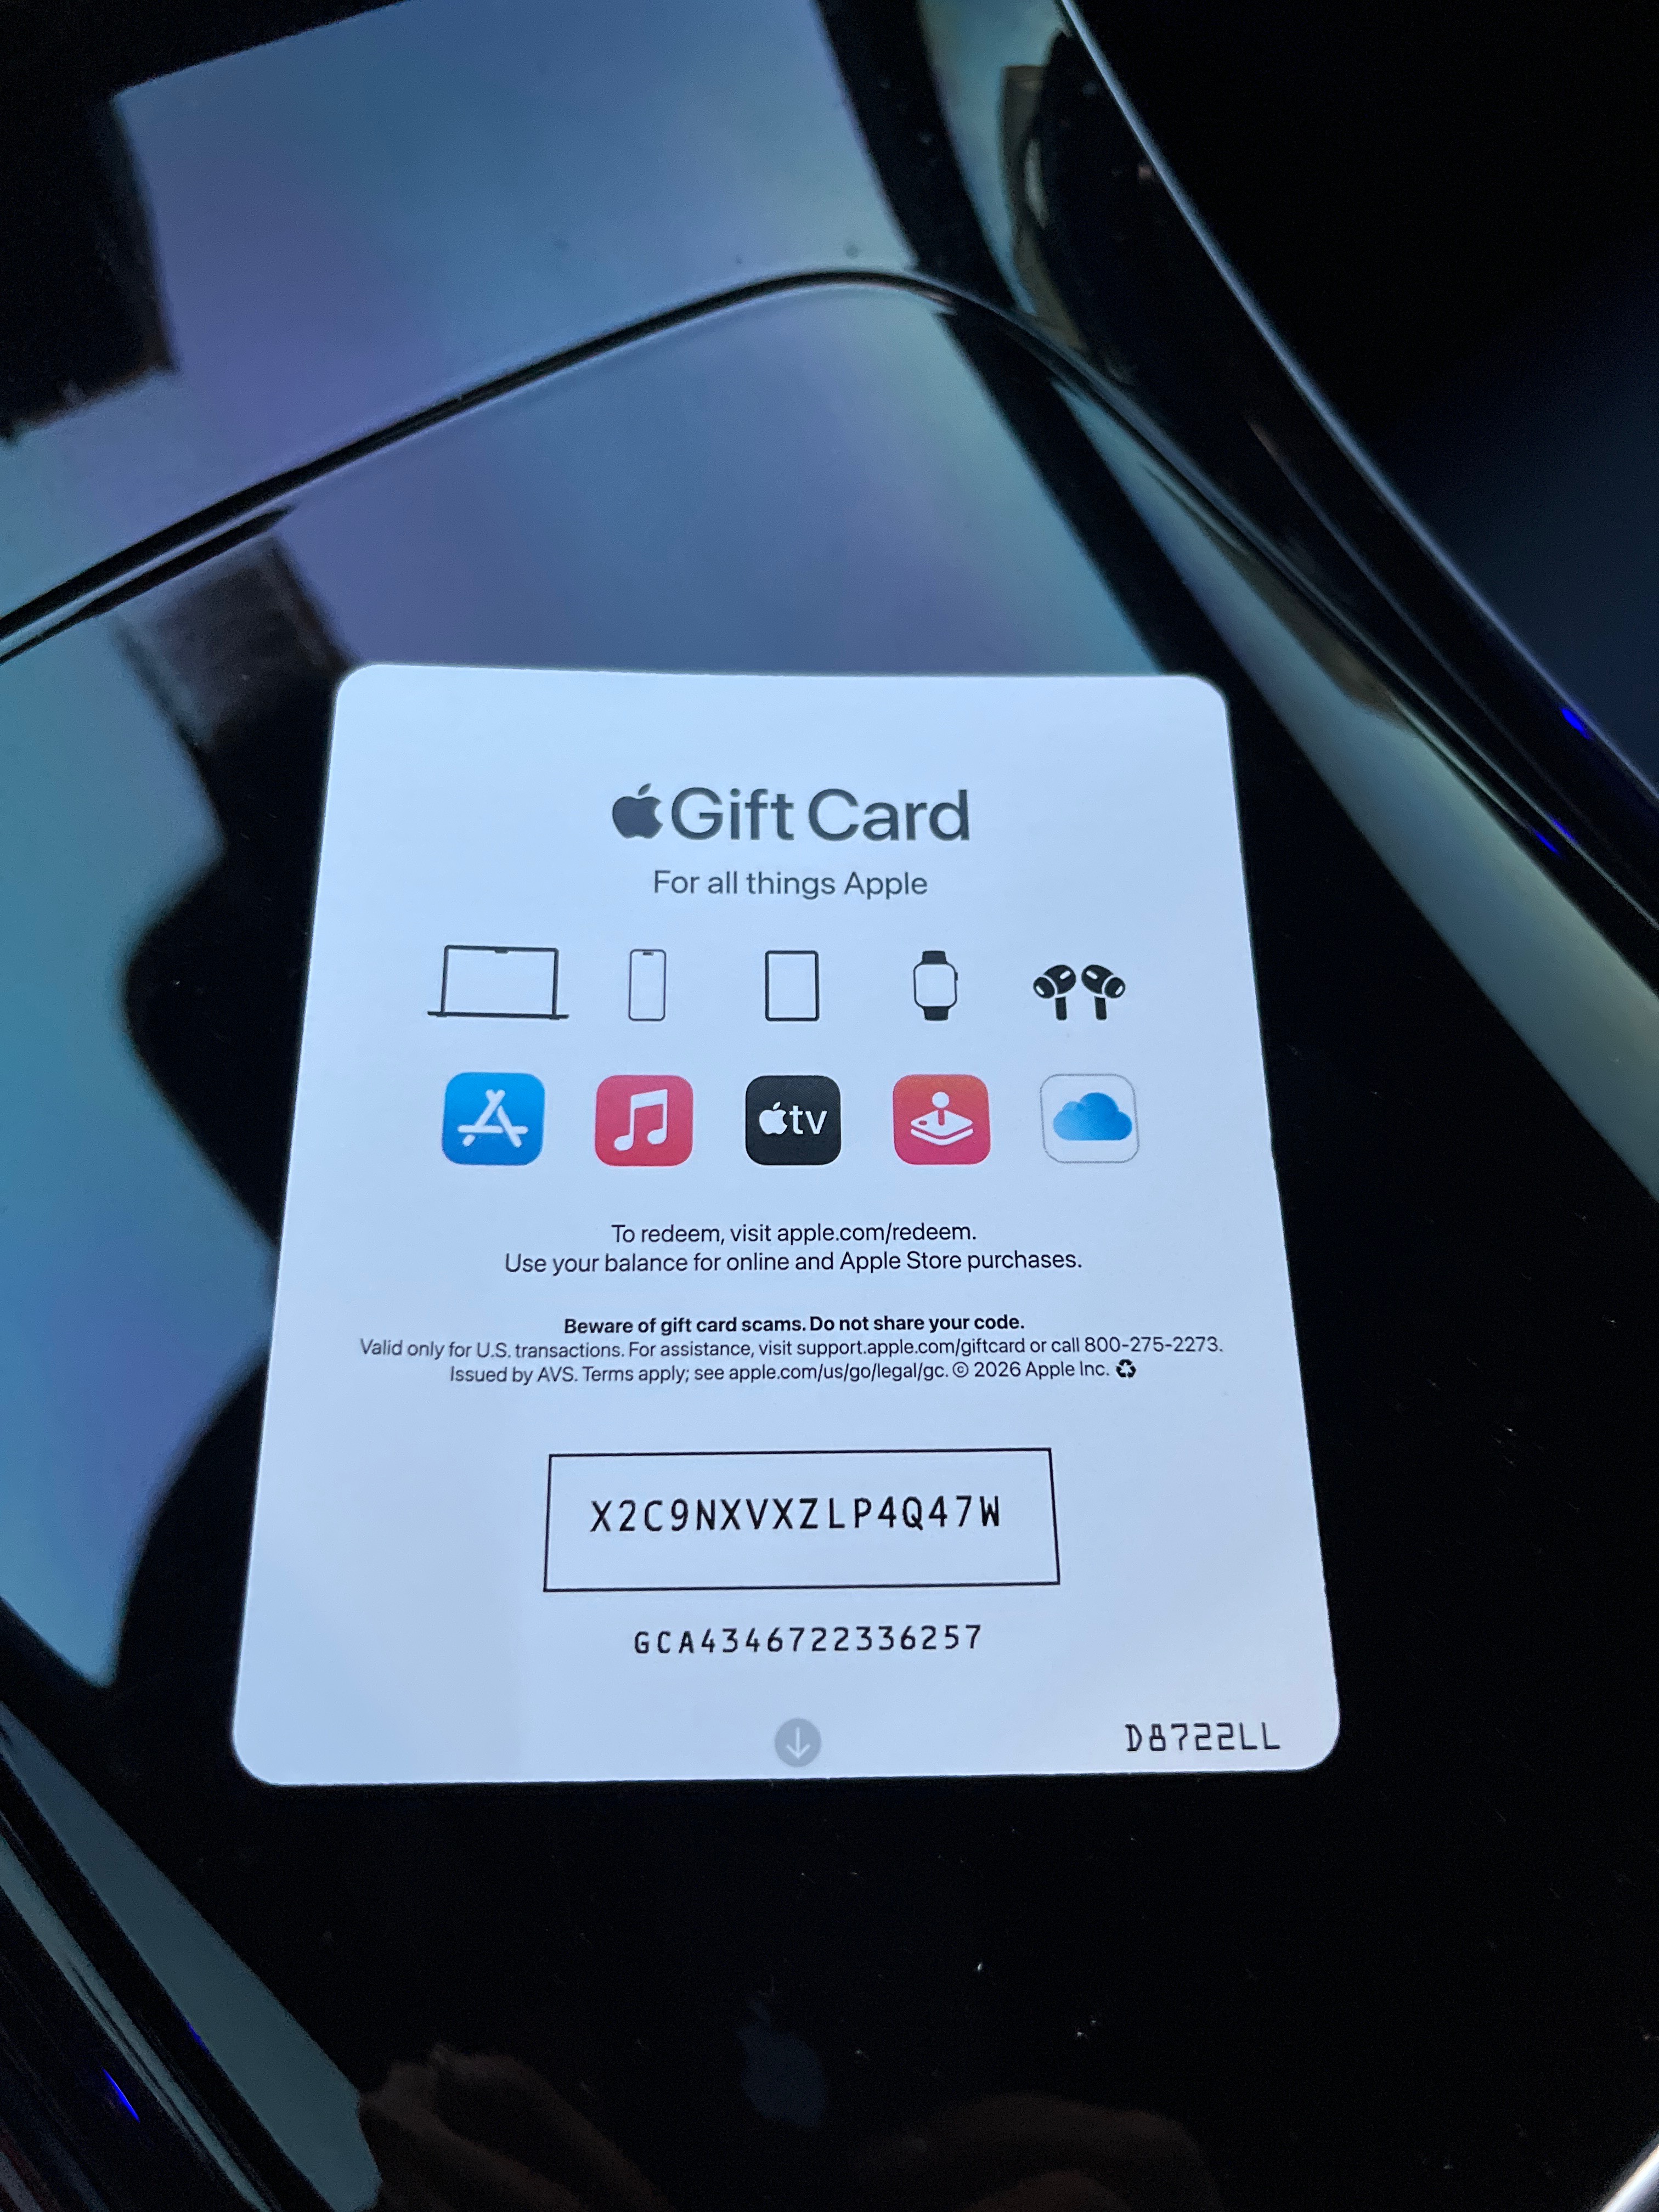 Gift Card
For all things Apple
tv
To redeem, visit apple.com/redeem.
Use your balance for online and Apple Store purchases.
Beware of gift card scams. Do not share your code.
Valid only for U.S. transactions. For assistance, visit support.apple.com/giftcard or call 800-275-2273.
Issued by AVS. Terms apply; see apple.com/us/go/legal/gc. © 2026 Apple Inc.
X2C9NXVXZLP4Q47W
GCA4346722336257
D8722LL